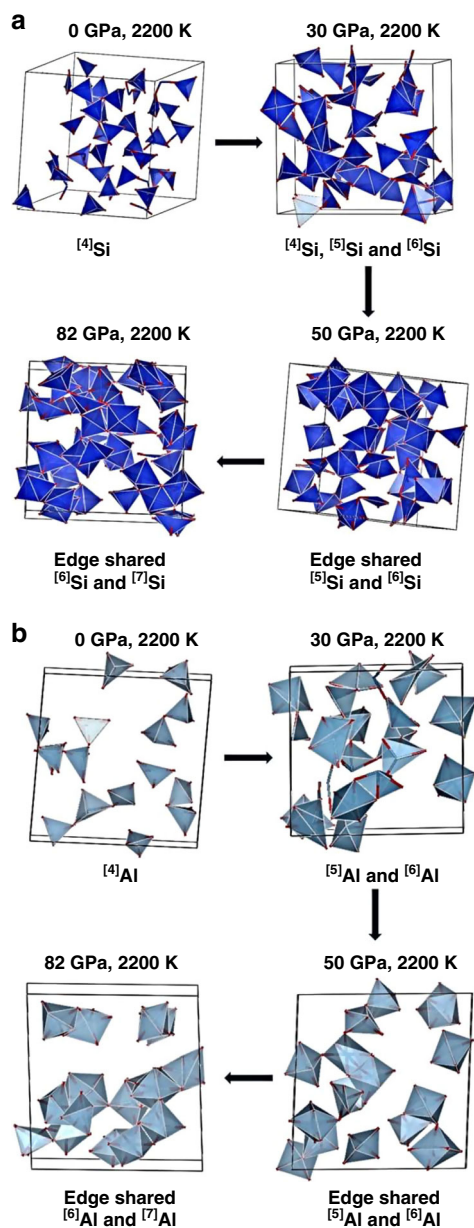 a
0 GPa, 2200 K
30 GPa, 2200 K
[4]Si
[4]Si, [5]Si and [6]Si
82 GPa, 2200 K
50 GPa, 2200 K
Edge shared
[6]Si and [7]Si
Edge shared
[5]Si and [6]Si
b
0 GPa, 2200 K
30 GPa, 2200 K
[4]Al
[5]Al and [6]Al
82 GPa, 2200 K
50 GPa, 2200 K
Edge shared
[6]Al and [7]Al
Edge shared
[5]Al and [6]Al